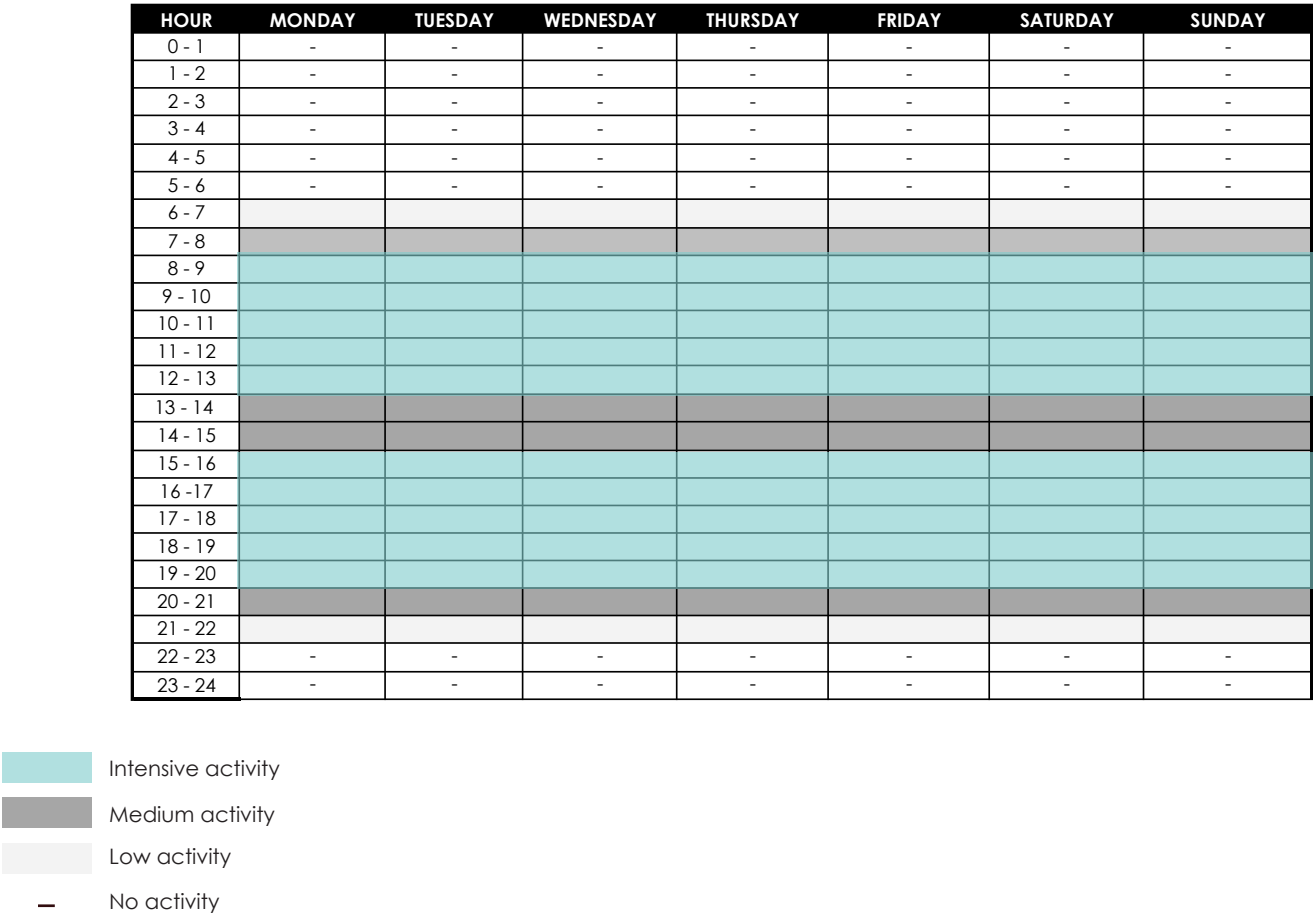 HOUR MONDAY TUESDAY WEDNESDAY THURSDAY FRIDAY SATURDAY SUNDAY
0 - 1 - - - - - - -
1 - 2 - - - - - - -
2 - 3 - - - - - - -
3 - 4 - - - - - - -
4 - 5 - - - - - - -
5 - 6 - - - - - - -
6 - 7
7 - 8
8 - 9
9 - 10
10 - 11
11 - 12
12 - 13
13 - 14
14 - 15
15 - 16
16 -17
17 - 18
18 - 19
19 - 20
20 - 21
21 - 22
22 - 23 - - - - - - -
23 - 24 - - - - - - -
Intensive activity
Medium activity
Low activity
– No activity